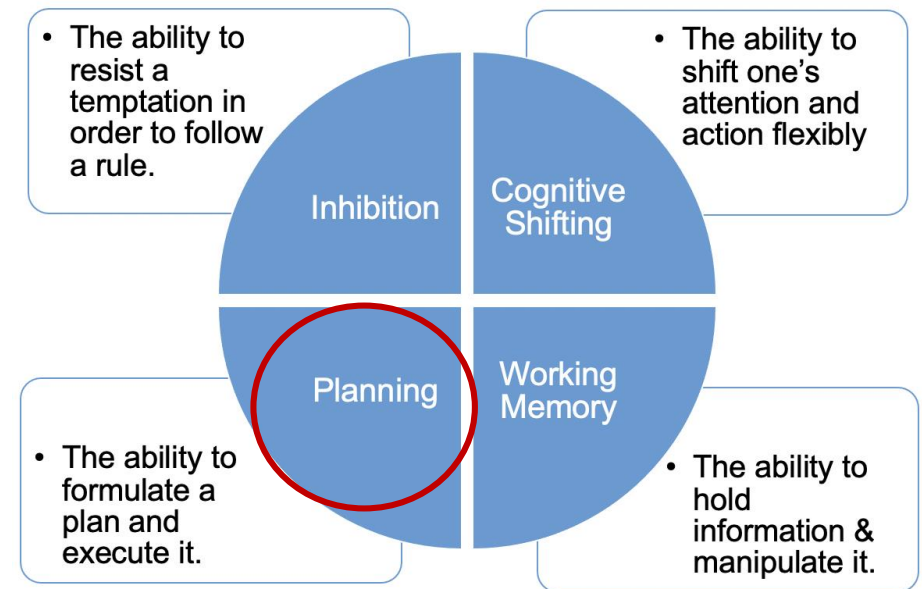 • The ability to
resist a
temptation in
order to follow
a rule.
• The ability to
shift one's
attention and
action flexibly
Inhibition
Cognitive
Shifting
Planning
Working
Memory
• The ability to
formulate a
plan and
execute it.
• The ability to
hold
information &
manipulate it.